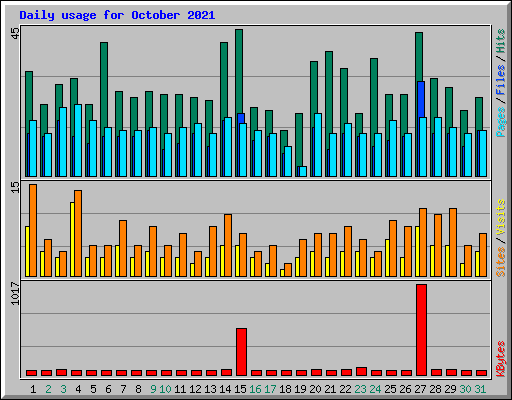 Daily usage for October 2021
45
Pages / Files / Hits
15
Sites / Visits
1017
KBytes
1 2 3 4 5 6 7 8 9 10 11 12 13 14 15 16 17 18 19 20 21 22 23 24 25 26 27 28 29 30 31